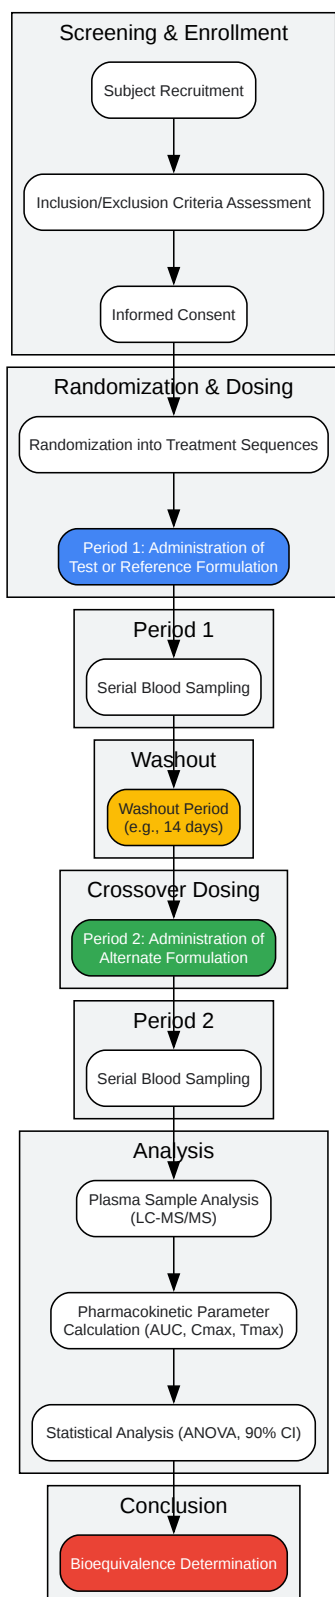 Screening & Enrollment
Subject Recruitment
Inclusion/Exclusion Criteria Assessment
Informed Consent
Randomization & Dosing
Randomization into Treatment Sequences
Period 1: Administration of
Test or Reference Formulation
Period 1
Serial Blood Sampling
Washout
Washout Period
(e.g., 14 days)
Crossover Dosing
Period 2: Administration of
Alternate Formulation
Period 2
Serial Blood Sampling
Analysis
Plasma Sample Analysis
(LC-MS/MS)
Pharmacokinetic Parameter
Calculation (AUC, Cmax, Tmax)
Statistical Analysis (ANOVA, 90% CI)
Conclusion
Bioequivalence Determination